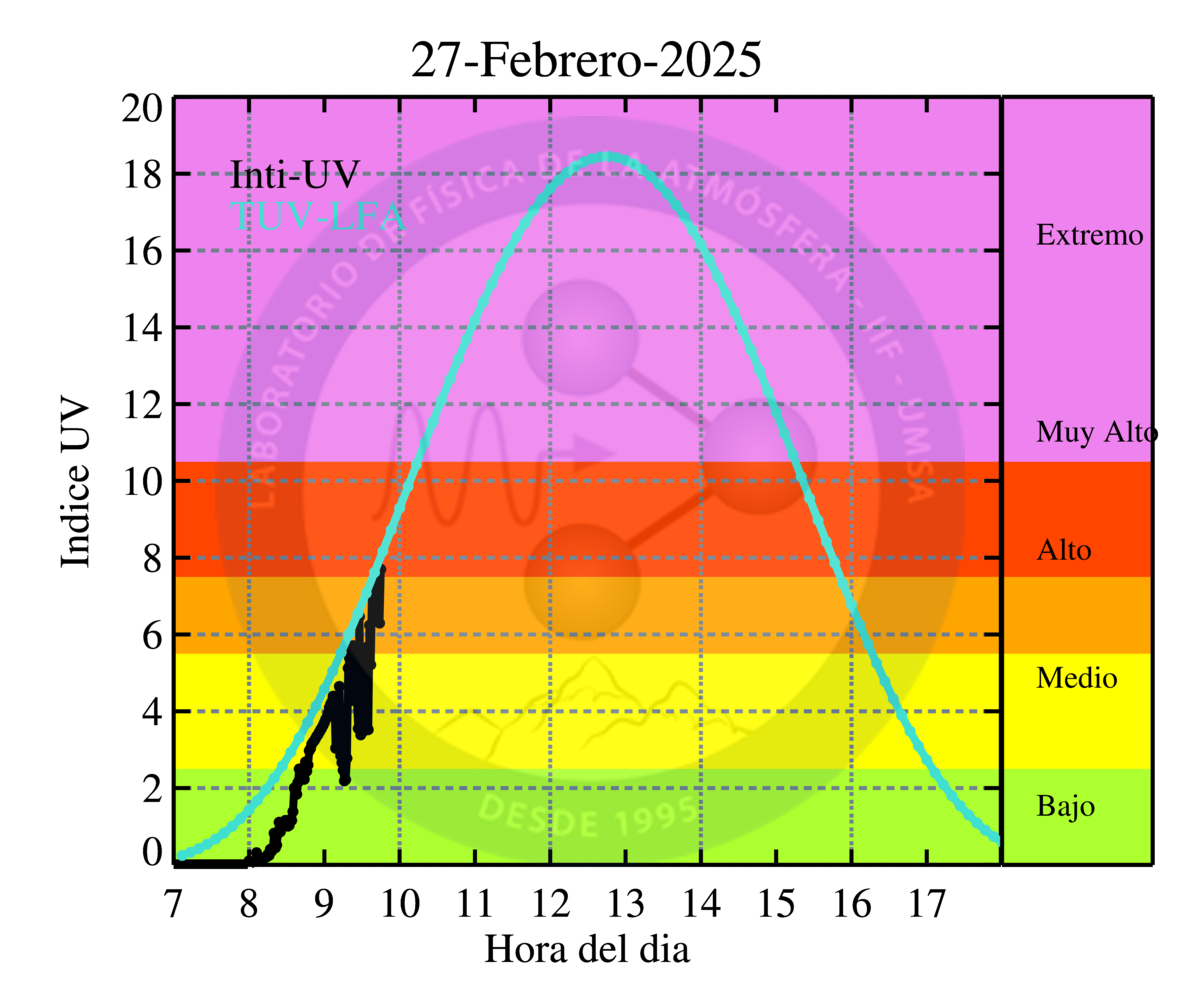 27-Febrero-2025
20
18
16
14
12
10
8
6
4
2
0
Indice UV
Inti-UV
TUV-LFA
LABORATORIO DE FÍSICA DE LA ATMÓSFERA - IIF - UMSA
DESDE 1995
Extremo
Muy Alto
Alto
Medio
Bajo
7 8 9 10 11 12 13 14 15 16 17
Hora del dia